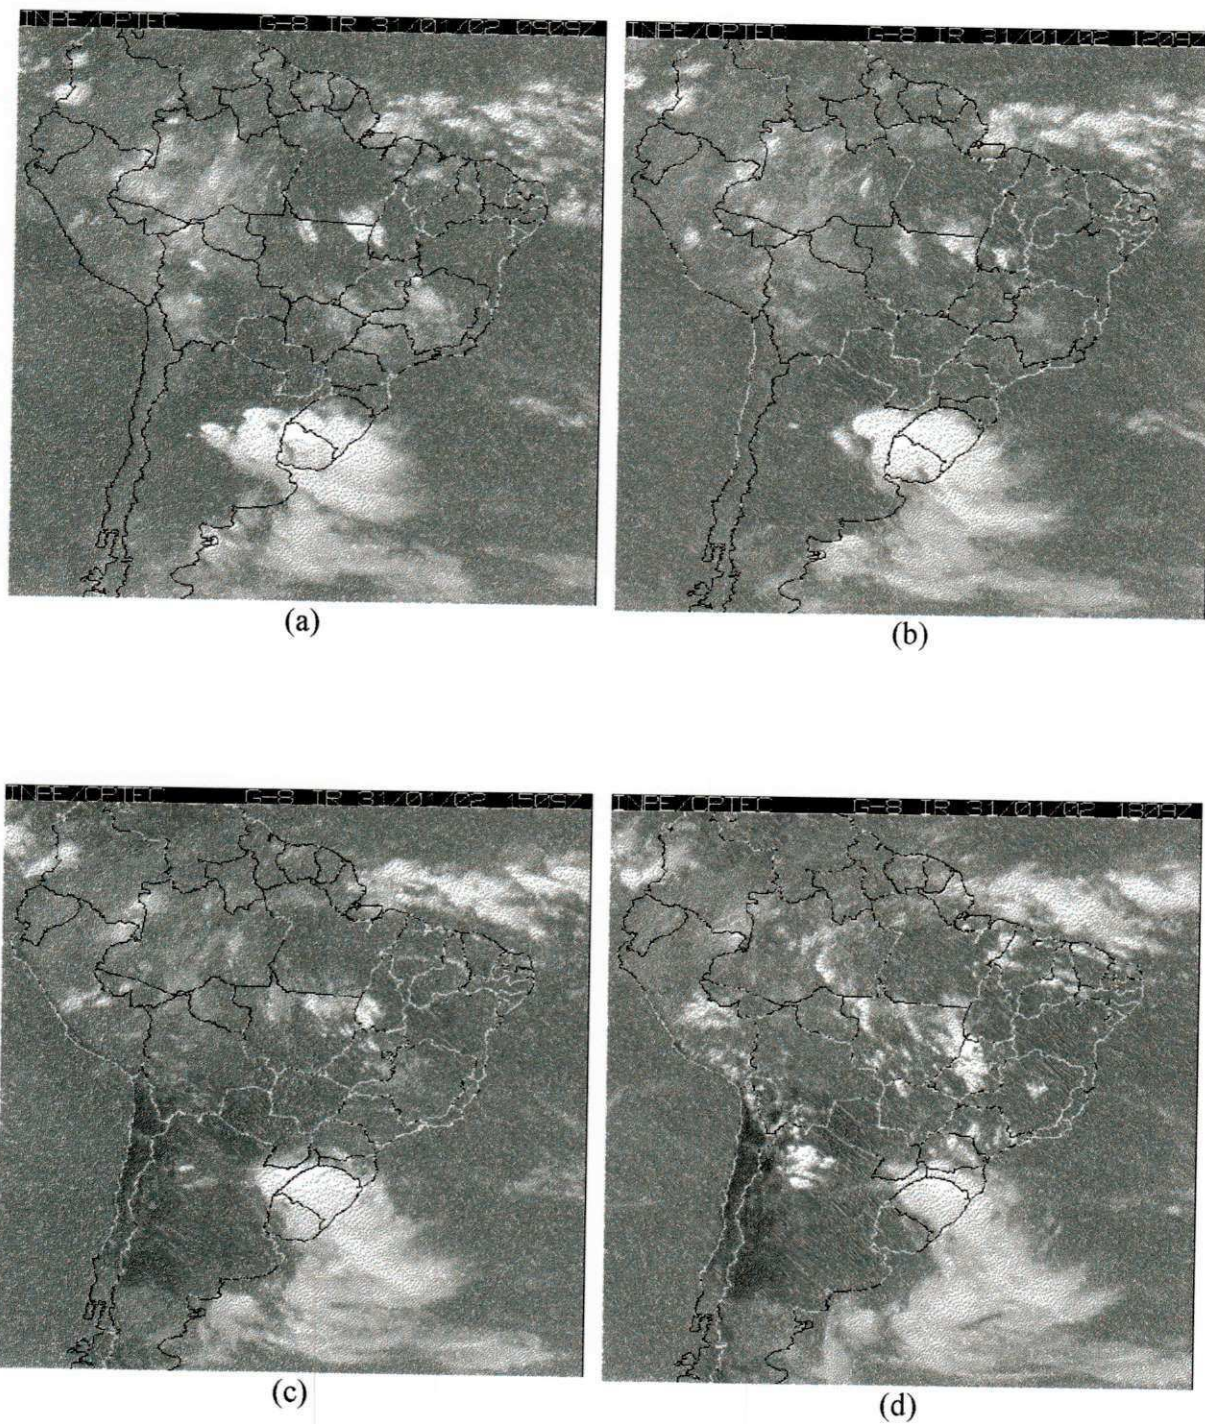 INPE/CPTEC G-8 IR 31/01/02 0909Z
INPE/CPTEC G-8 IR 31/01/02 1209Z
(a)
(b)
INPE/CPTEC G-8 IR 31/01/02 1509Z
INPE/CPTEC G-8 IR 31/01/02 1809Z
(c)
(d)